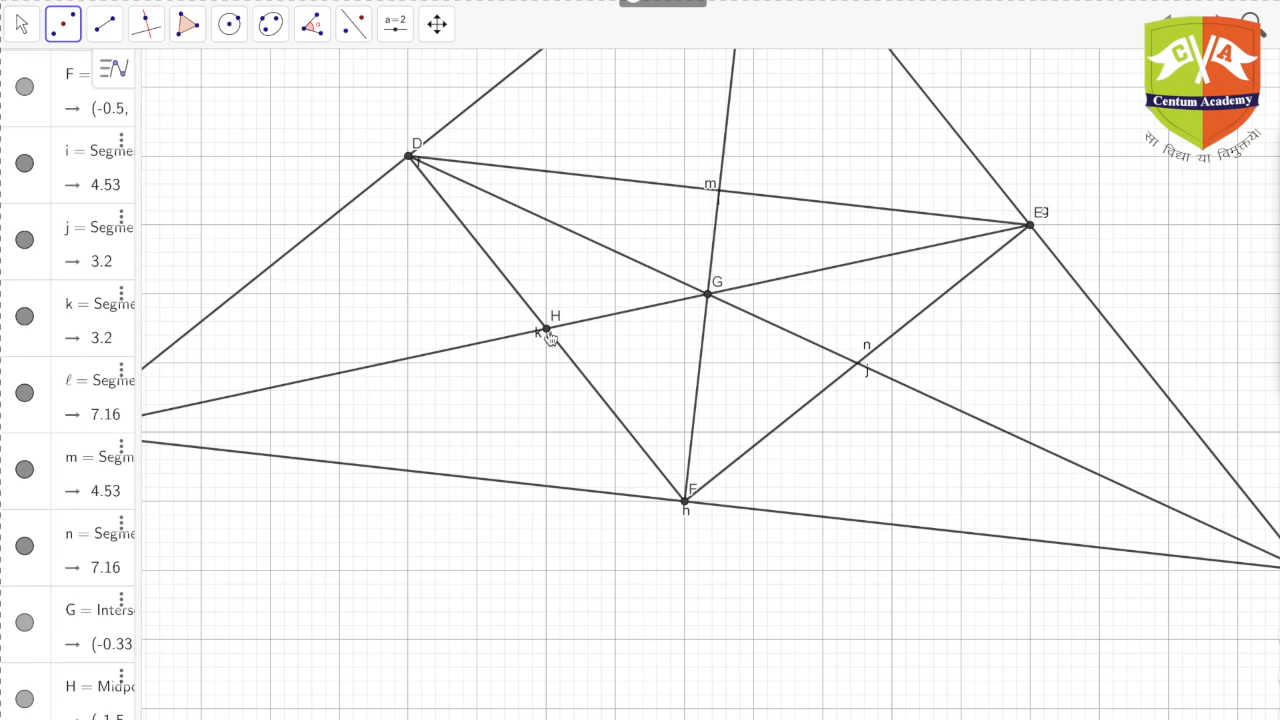 a=2
F =
→ (-0.5,
i = Segme
→ 4.53
j = Segme
→ 3.2
k = Segme
→ 3.2
ℓ = Segme
→ 7.16
m = Segm
→ 4.53
n = Segm
→ 7.16
G = Inters
→ (-0.33
H = Midpo
D
m
E
g
G
H
k
n
j
F
h
C A
Centum Academy
सा विद्या या विमुक्तये
α